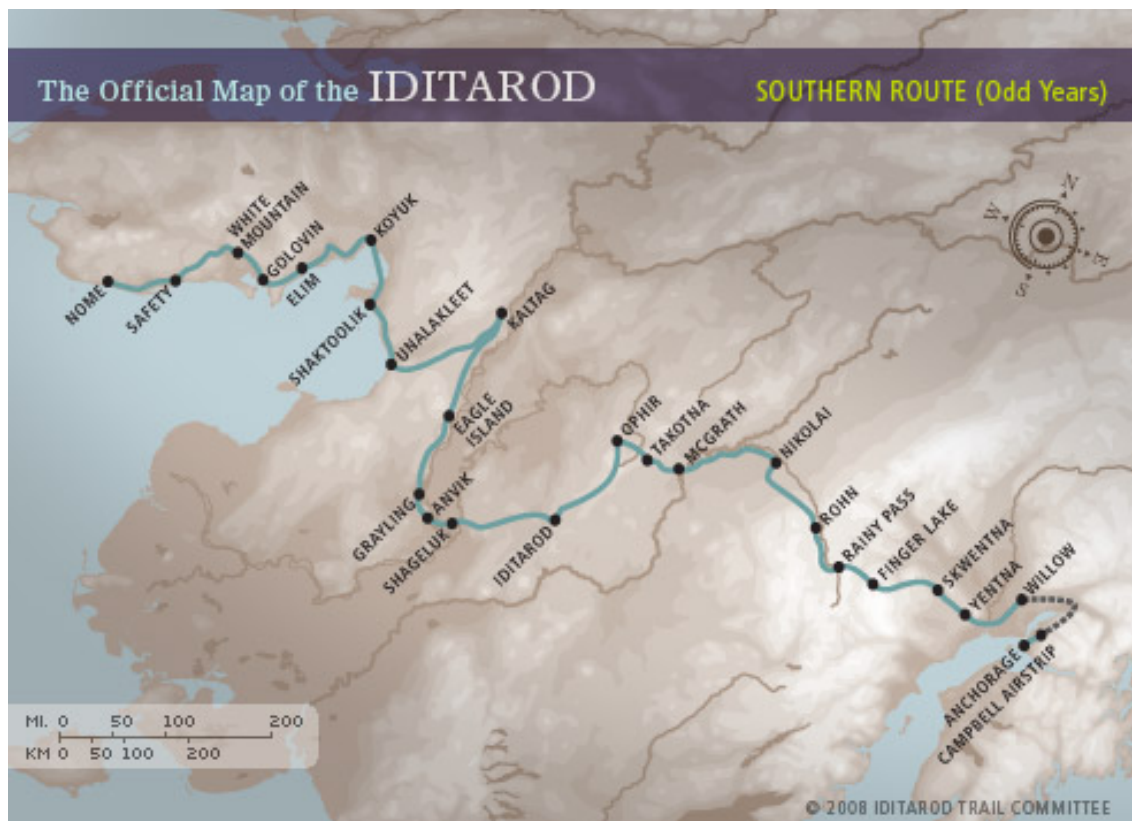 The Official Map of the IDITAROD
SOUTHERN ROUTE (Odd Years)
N
W
E
S
WHITE
MOUNTAIN
KOYUK
GOLOVIN
ELIM
NOME
SAFETY
SHAKTOOLIK
UNALAKLEET
KALTAG
EAGLE
ISLAND
OPHIR
TAKOTNA
MCGRATH
NIKOLAI
GRAYLING
ANVIK
SHAGELUK
IDITAROD
ROHN
RAINY PASS
FINGER LAKE
SKWENTNA
YENTNA
WILLOW
ANCHORAGE
CAMPBELL AIRSTRIP
MI. 0 50 100 200
KM 0 50 100 200
© 2008 IDITAROD TRAIL COMMITTEE